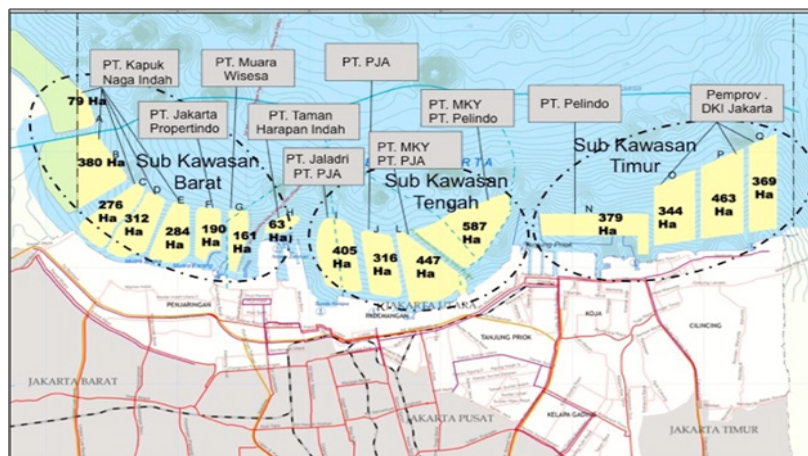 PT. Kapuk
Naga Indah
PT. Muara
Wisesa
PT. PJA
PT. Jakarta
Propertindo
PT. Taman
Harapan Indah
PT. MKY
PT. Pelindo
PT. Pelindo
Pemprov .
DKI Jakarta
PT. Jaladri
PT. PJA
PT. MKY
PT. PJA
79 Ha
A
B
C
D
E
F
G
H
J
L
N
O
P
Q
380 Ha
Sub Kawasan
Barat
Sub Kawasan
Tengah
Sub Kawasan
Timur
276
Ha
312
Ha
284
Ha
190
Ha
161
Ha
63
Ha
405
Ha
316
Ha
447
Ha
587
Ha
379
Ha
344
Ha
463
Ha
369
Ha
PENJARINGAN
JAKARTA UTARA
PADEMANGAN
TANJUNG PRIOK
KOJA
CILINCING
JAKARTA BARAT
JAKARTA PUSAT
KELAPA GADING
JAKARTA TIMUR